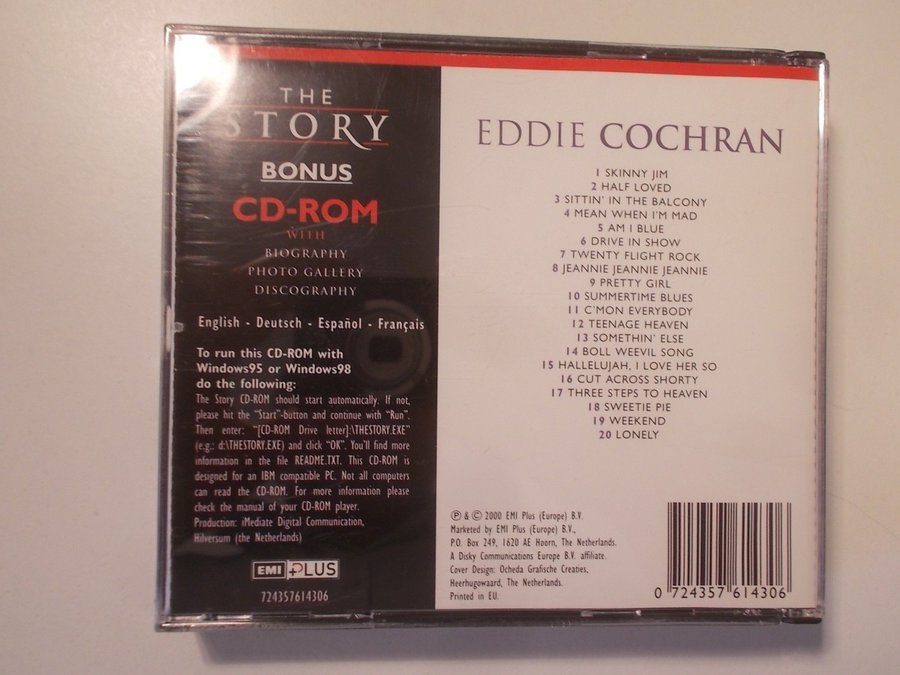 THE
STORY
BONUS
CD-ROM
WITH
BIOGRAPHY
PHOTO GALLERY
DISCOGRAPHY
English - Deutsch - Español - Français
To run this CD-ROM with
Windows95 or Windows98
do the following:
The Story CD-ROM should start automatically. If not,
please hit the "Start"-button and continue with "Run".
Then enter: "[CD-ROM Drive letter]:\THESTORY.EXE"
(e.g.: d:\THESTORY.EXE) and click "OK". You'll find more
information in the file README.TXT. This CD-ROM is
designed for an IBM compatible PC. Not all computers
can read the CD-ROM. For more information please
check the manual of your CD-ROM player.
Production: iMediate Digital Communication,
Hilversum (the Netherlands)
EMI PLUS
724357614306
EDDIE COCHRAN
1 SKINNY JIM
2 HALF LOVED
3 SITTIN' IN THE BALCONY
4 MEAN WHEN I'M MAD
5 AM I BLUE
6 DRIVE IN SHOW
7 TWENTY FLIGHT ROCK
8 JEANNIE JEANNIE JEANNIE
9 PRETTY GIRL
10 SUMMERTIME BLUES
11 C'MON EVERYBODY
12 TEENAGE HEAVEN
13 SOMETHIN' ELSE
14 BOLL WEEVIL SONG
15 HALLELUJAH, I LOVE HER SO
16 CUT ACROSS SHORTY
17 THREE STEPS TO HEAVEN
18 SWEETIE PIE
19 WEEKEND
20 LONELY
℗ & © 2000 EMI Plus (Europe) B.V.
Marketed by EMI Plus (Europe) B.V.,
P.O. Box 249, 1620 AE Hoorn, The Netherlands.
A Disky Communications Europe B.V. affiliate.
Cover Design: Ocheda Grafische Creaties,
Heerhugowaard, The Netherlands.
Printed in EU.
0 724357 614306